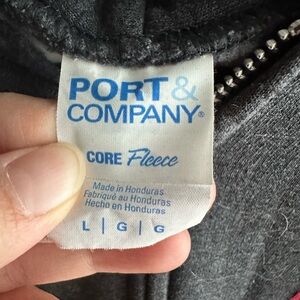 PORT &
COMPANY®
CORE Fleece
Made in Honduras
Fabriqué au Honduras
Hecho en Honduras
L | G | G